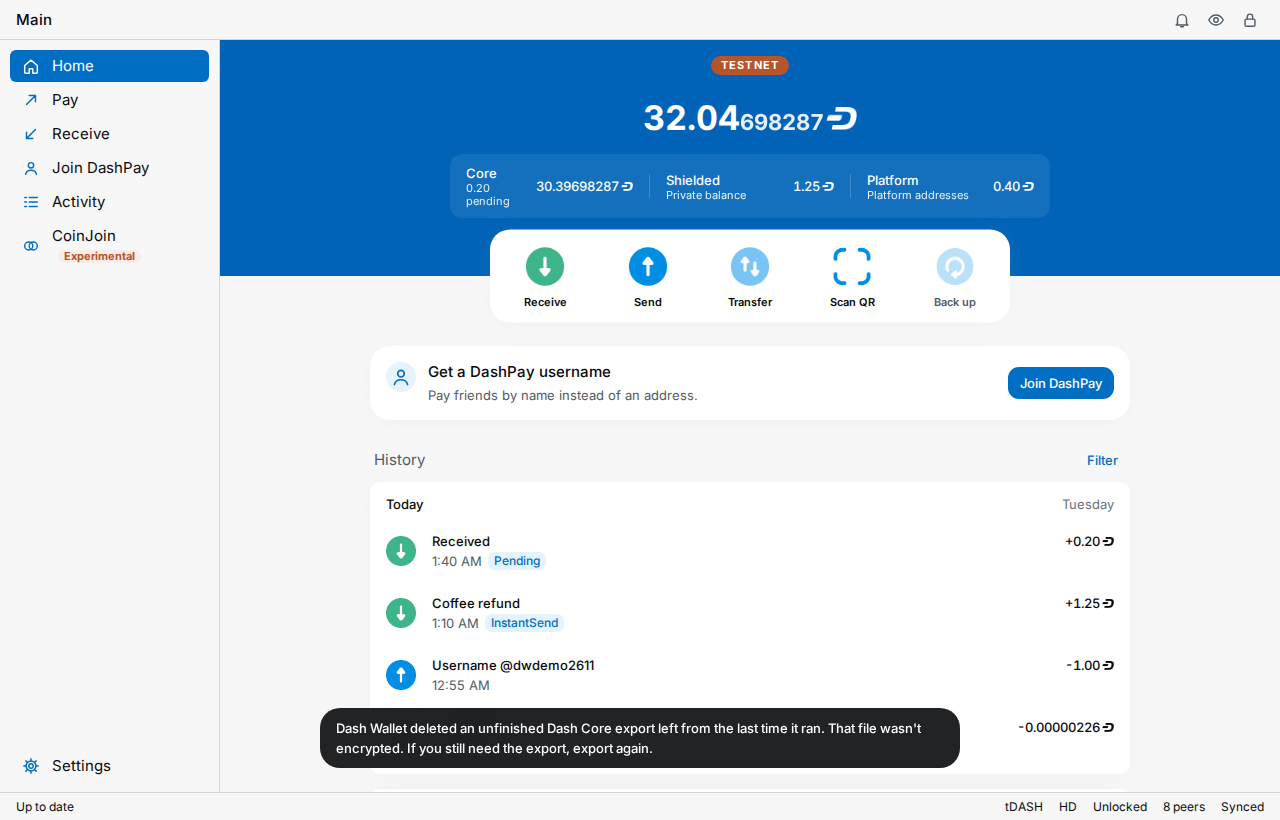 Main
Home
Pay
Receive
Join DashPay
Activity
CoinJoin
Experimental
Settings
TESTNET
32.04698287
Core
0.20
pending
30.39698287
Shielded
Private balance
1.25
Platform
Platform addresses
0.40
Receive
Send
Transfer
Scan QR
Back up
Get a DashPay username
Pay friends by name instead of an address.
Join DashPay
History
Filter
Today
Tuesday
Received
+0.20
1:40 AM Pending
Coffee refund
+1.25
1:10 AM InstantSend
Username @dwdemo2611
-1.00
12:55 AM
-0.00000226
Dash Wallet deleted an unfinished Dash Core export left from the last time it ran. That file wasn't
encrypted. If you still need the export, export again.
Up to date
tDASH HD Unlocked 8 peers Synced